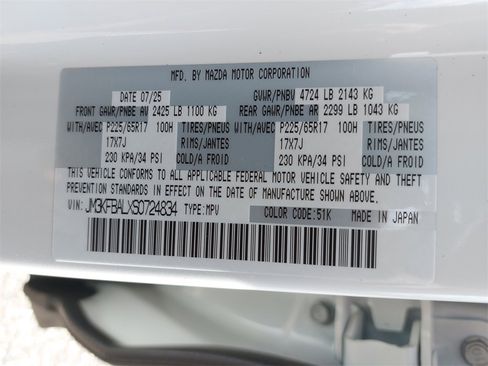 MFD. BY MAZDA MOTOR CORPORATION
DATE 07/25 GVWR/PNBV 4724 LB 2143 KG
FRONT GAWR/PNBE AV 2425 LB 1100 KG REAR GAWR/PNBE AR 2299 LB 1043 KG
WITH/AVEC P225/65R17 100H TIRES/PNEUS WITH/AVEC P225/65R17 100H TIRES/PNEUS
17X7J RIMS/JANTES 17X7J RIMS/JANTES
230 KPA/34 PSI COLD/A FROID 230 KPA/34 PSI COLD/A FROID
THIS VEHICLE CONFORMS TO ALL APPLICABLE FEDERAL MOTOR VEHICLE SAFETY AND THEFT
PREVENTION STANDARDS IN EFFECT ON THE DATE OF MANUFACTURE SHOWN ABOVE.
VIN: JM3KFBALXS0724834 TYPE:MPV COLOR CODE:51K MADE IN JAPAN